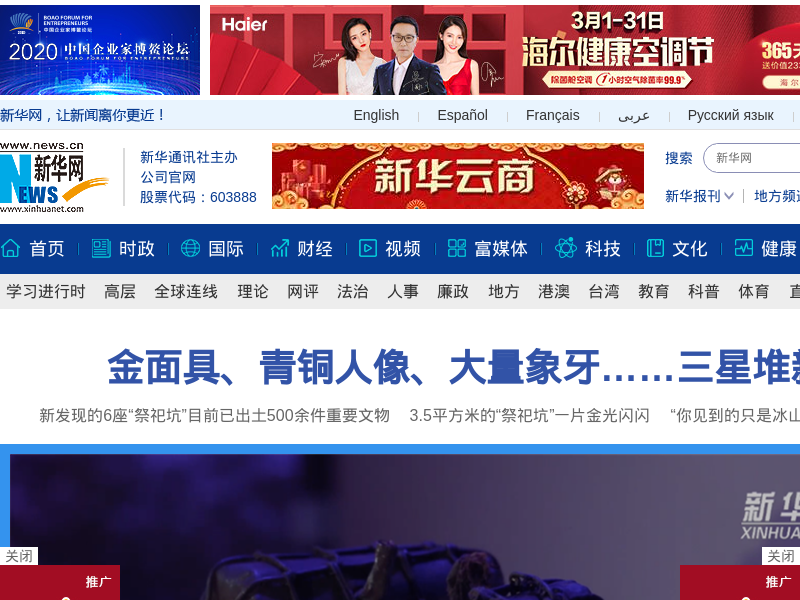 BOAO FORUM FOR
ENTREPRENEURS
中国企业家博鳌论坛
2020 中国企业家博鳌论坛
BOAO FORUM FOR ENTREPRENEURS
Haier
3月1-31日
海尔健康空调节
除菌舱空调 1小时空气除菌率99.9%
365天
送价值23
海尔
新华网，让新闻离你更近！
English Español Français عربى Русский язык
www.news.cn
新华网
NEWS
www.xinhuanet.com
新华通讯社主办
公司官网
股票代码：603888
新华云商
搜索 新华网
新华报刊 地方频道
首页 时政 国际 财经 视频 富媒体 科技 文化 健康
学习进行时 高层 全球连线 理论 网评 法治 人事 廉政 地方 港澳 台湾 教育 科普 体育 直
金面具、青铜人像、大量象牙……三星堆新
新发现的6座“祭祀坑”目前已出土500余件重要文物 3.5平方米的“祭祀坑”一片金光闪闪 “你见到的只是冰山
新华
XINHUA
关闭 关闭
推广 推广